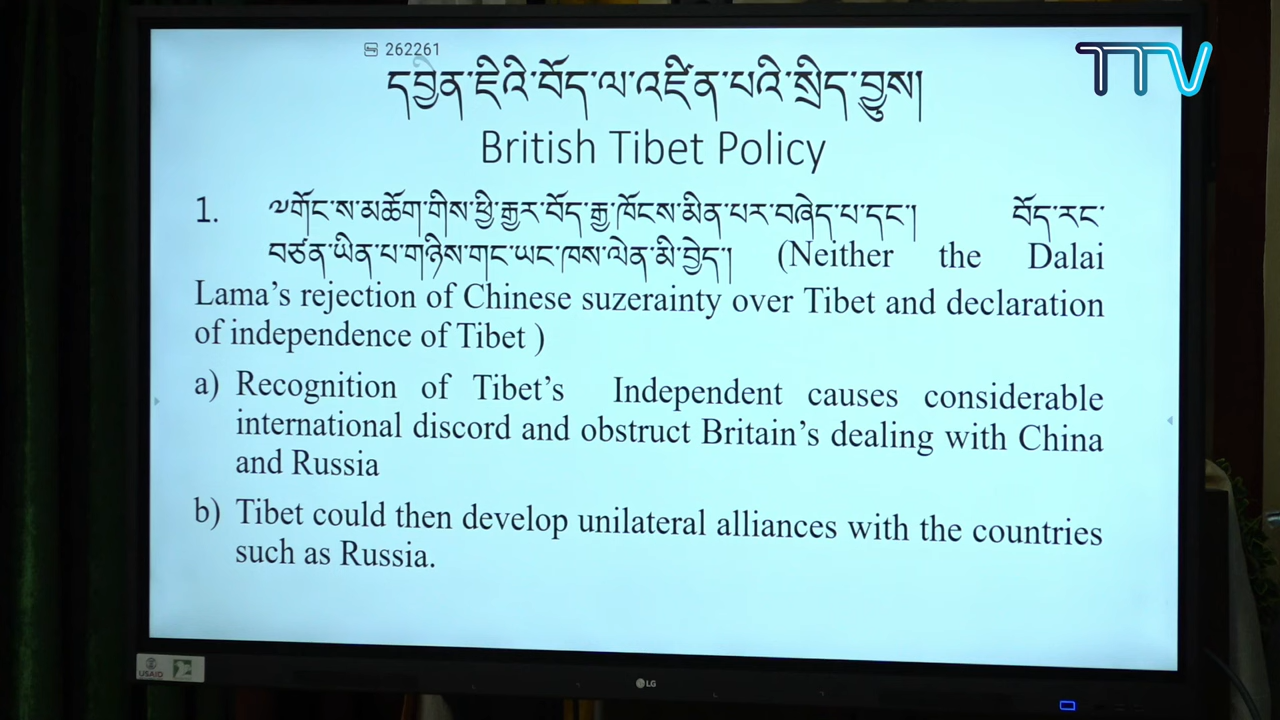 262261
TTV
དབྱིན་ཇིའི་བོད་ལ་འཛིན་པའི་སྲིད་བྱུས།
British Tibet Policy
1. ༧གོང་ས་མཆོག་གིས་ཕྱི་རྒྱར་བོད་རྒྱ་ཁོངས་མིན་པར་བཞེད་པ་དང་། བོད་རང་
བཙན་ཡིན་པ་གཉིས་གང་ཡང་ཁས་ལེན་མི་བྱེད།  (Neither the Dalai
Lama’s rejection of Chinese suzerainty over Tibet and declaration
of independence of Tibet )
a) Recognition of Tibet’s Independent causes considerable
international discord and obstruct Britain’s dealing with China
and Russia
b) Tibet could then develop unilateral alliances with the countries
such as Russia.
USAID
LG